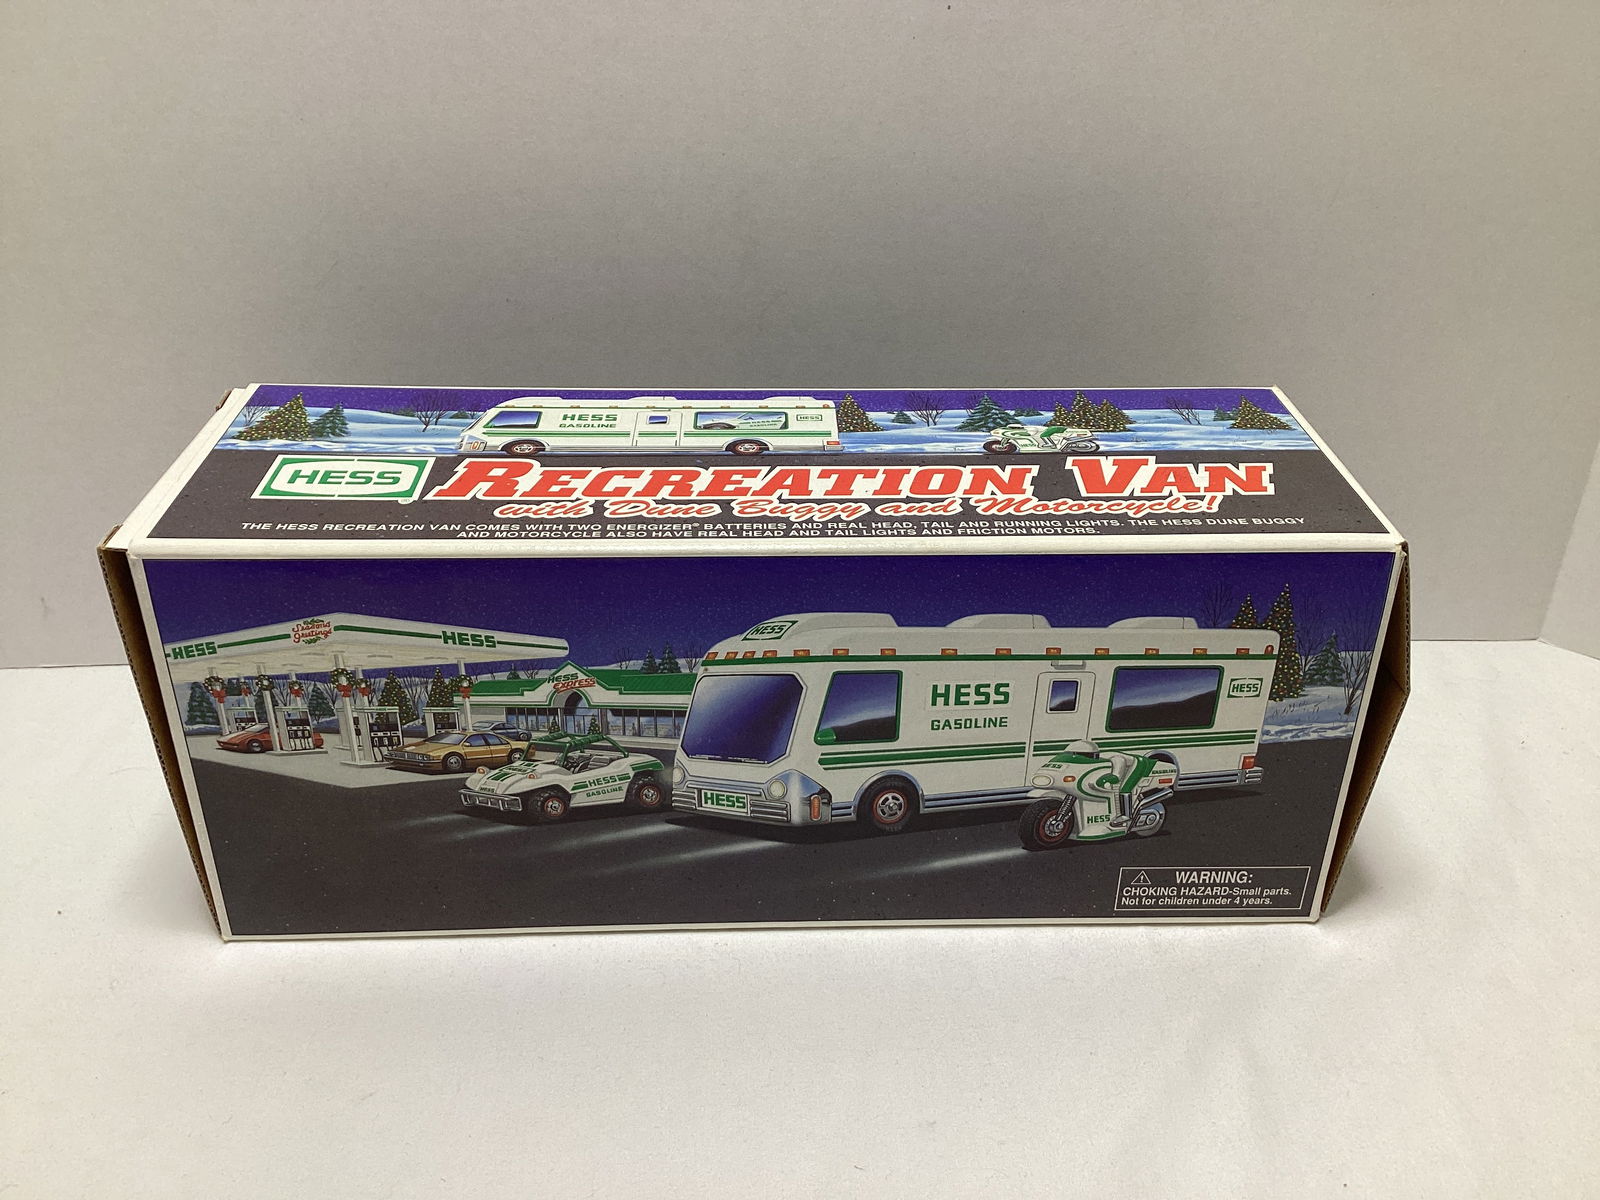 HESS
GASOLINE
HESS
HESS
RECREATION VAN
with Dune Buggy and Motorcycle!
THE HESS RECREATION VAN COMES WITH TWO ENERGIZER® BATTERIES AND REAL HEAD, TAIL AND RUNNING LIGHTS. THE HESS DUNE BUGGY
AND MOTORCYCLE ALSO HAVE REAL HEAD AND TAIL LIGHTS AND FRICTION MOTORS.
HESS
Seasons
Greetings
HESS
HESS
EXPRESS
HESS
HESS
GASOLINE
HESS
HESS
HESS
GASOLINE
HESS
HESS
GASOLINE
HESS
WARNING:
CHOKING HAZARD-Small parts.
Not for children under 4 years.